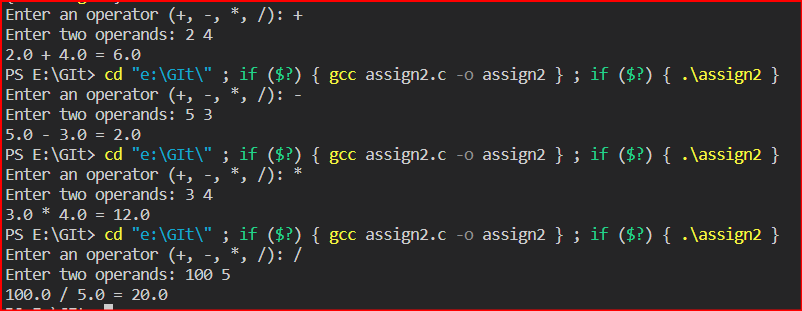 Enter an operator (+, -, *, /): +
Enter two operands: 2 4
2.0 + 4.0 = 6.0
PS E:\GIt> cd "e:\GIt\" ; if ($?) { gcc assign2.c -o assign2 } ; if ($?) { .\assign2 }
Enter an operator (+, -, *, /): -
Enter two operands: 5 3
5.0 - 3.0 = 2.0
PS E:\GIt> cd "e:\GIt\" ; if ($?) { gcc assign2.c -o assign2 } ; if ($?) { .\assign2 }
Enter an operator (+, -, *, /): *
Enter two operands: 3 4
3.0 * 4.0 = 12.0
PS E:\GIt> cd "e:\GIt\" ; if ($?) { gcc assign2.c -o assign2 } ; if ($?) { .\assign2 }
Enter an operator (+, -, *, /): /
Enter two operands: 100 5
100.0 / 5.0 = 20.0